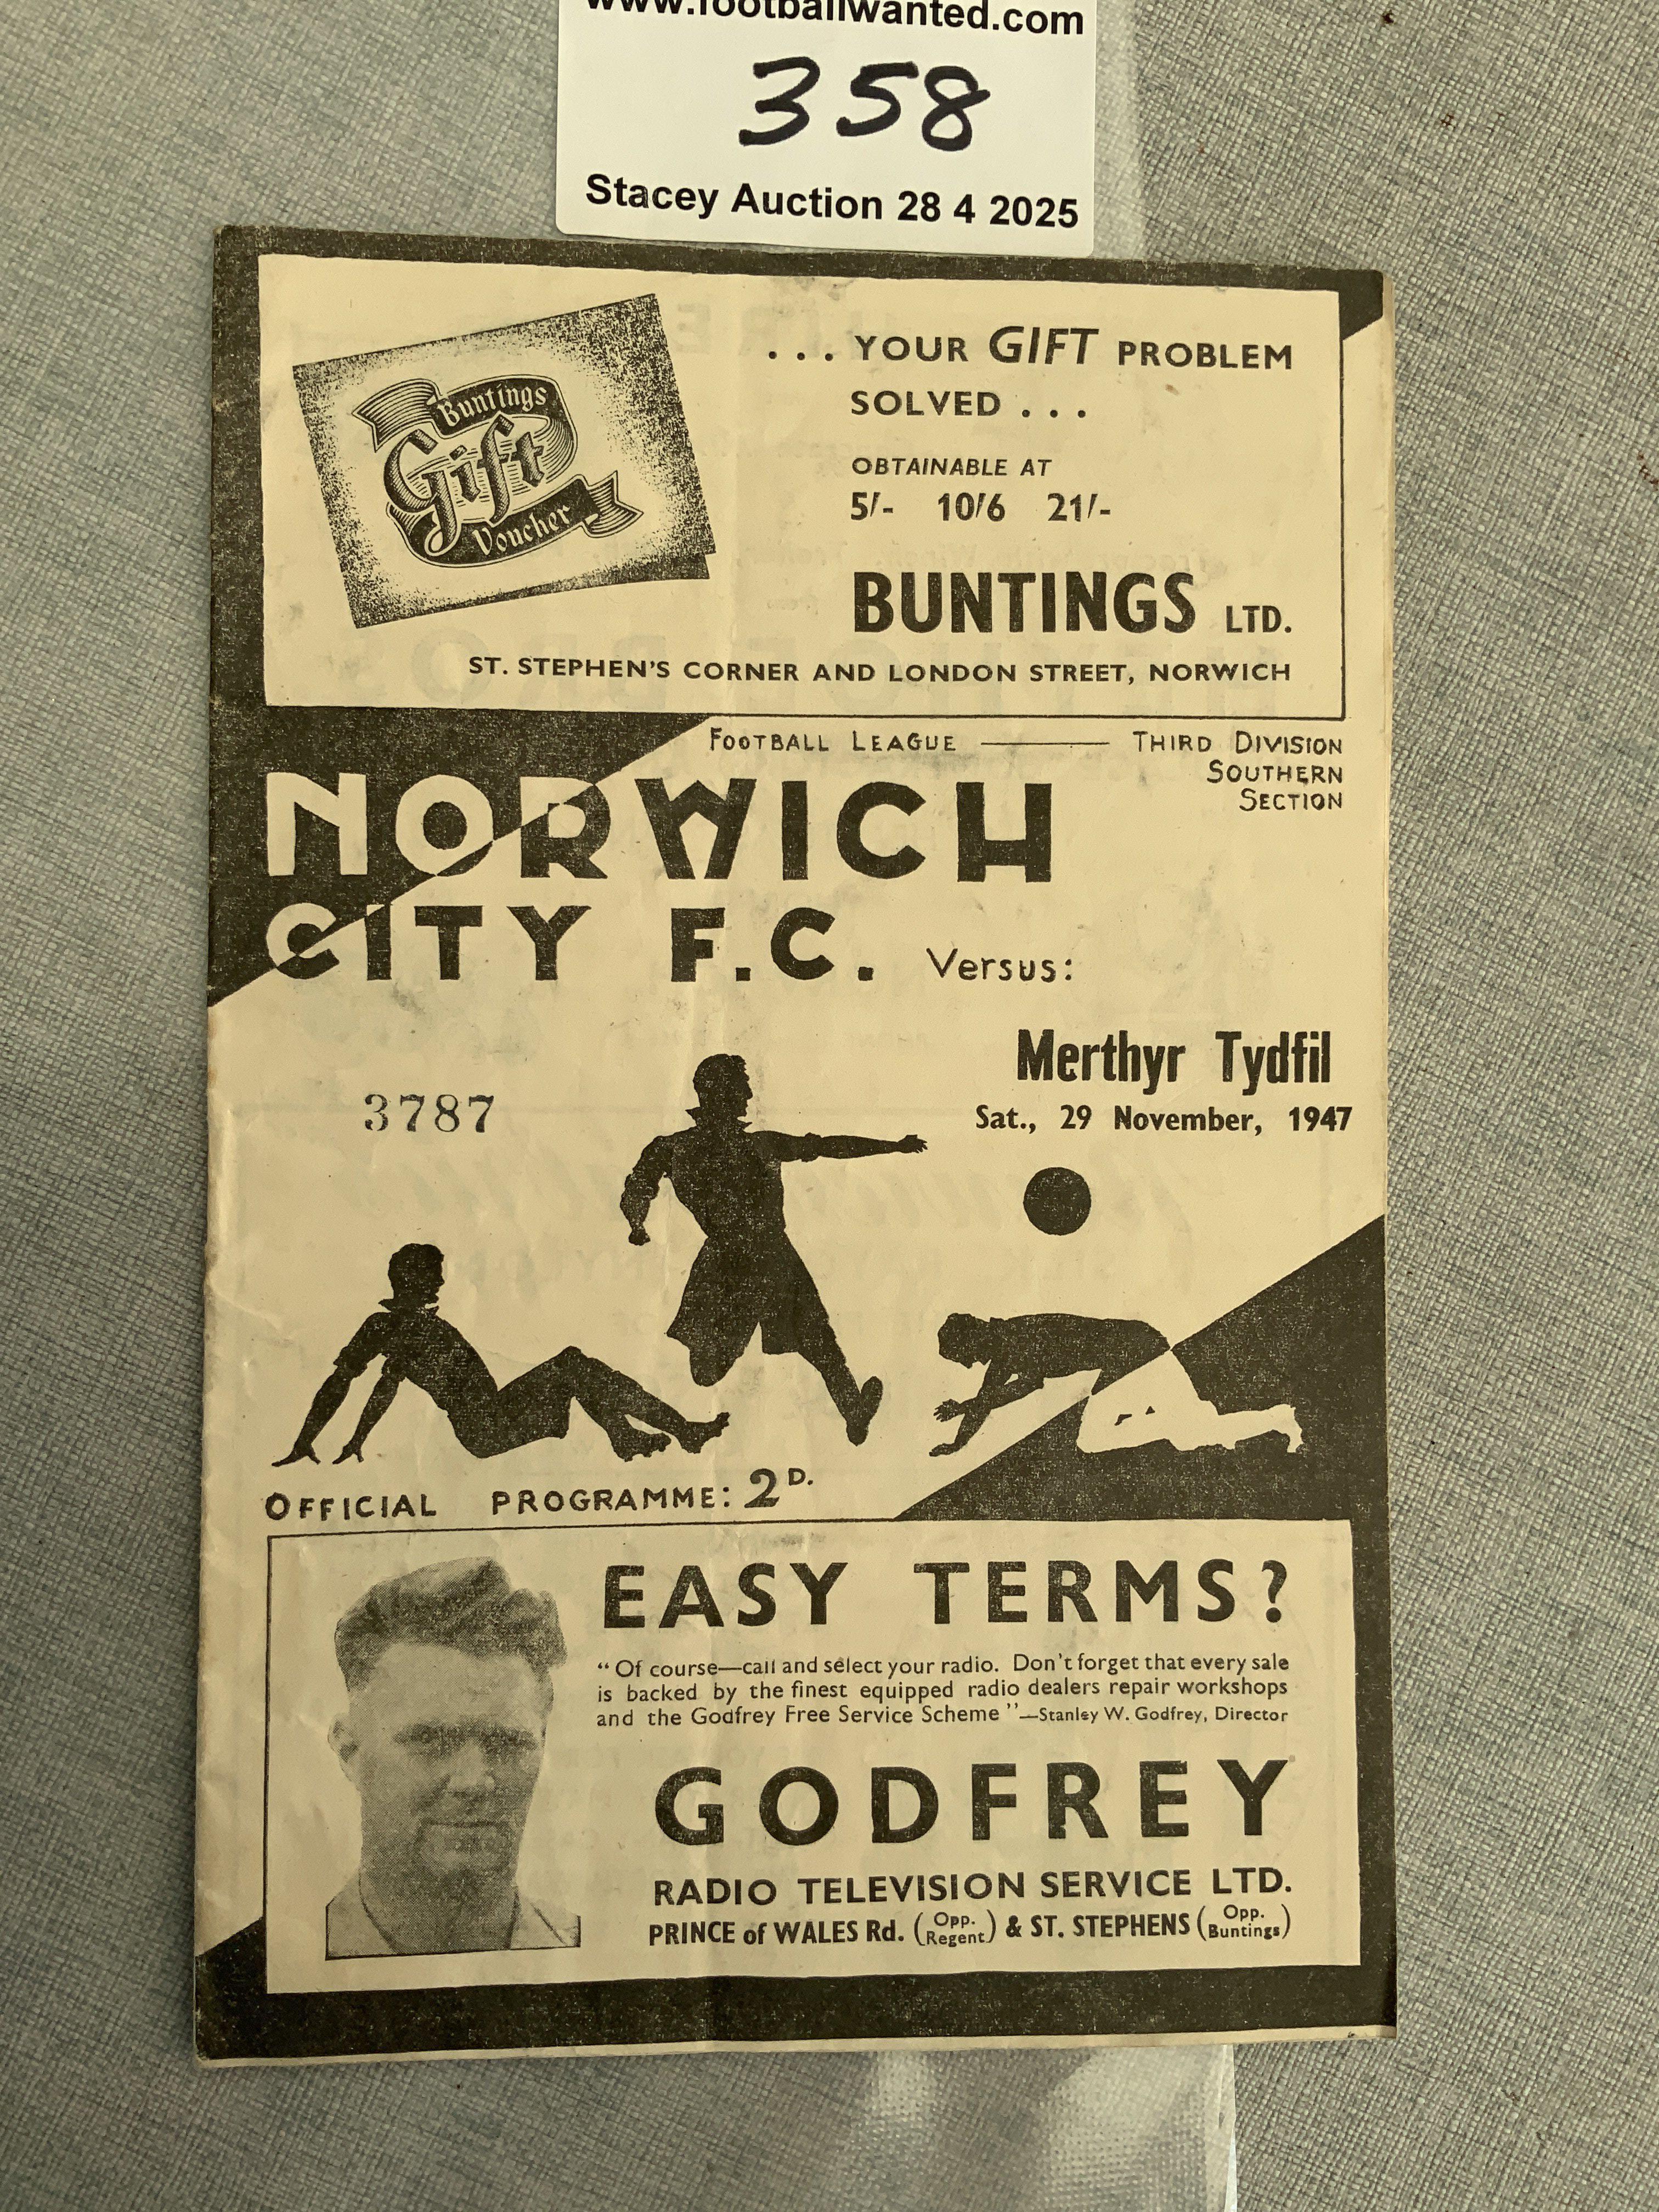 www.footballwanted.com
358
Stacey Auction 28 4 2025
Buntings
Gift
Voucher
. . . YOUR GIFT PROBLEM
SOLVED . . .
OBTAINABLE AT
5/- 10/6 21/-
BUNTINGS LTD.
ST. STEPHEN'S CORNER AND LONDON STREET, NORWICH
FOOTBALL LEAGUE — THIRD DIVISION
SOUTHERN
SECTION
NORWICH
CITY F.C. Versus:
Merthyr Tydfil
Sat., 29 November, 1947
3787
OFFICIAL PROGRAMME: 2D.
EASY TERMS?
"Of course—call and select your radio. Don't forget that every sale
is backed by the finest equipped radio dealers repair workshops
and the Godfrey Free Service Scheme"—Stanley W. Godfrey, Director
GODFREY
RADIO TELEVISION SERVICE LTD.
PRINCE of WALES Rd. (Opp. Regent) & ST. STEPHENS (Opp. Buntings)